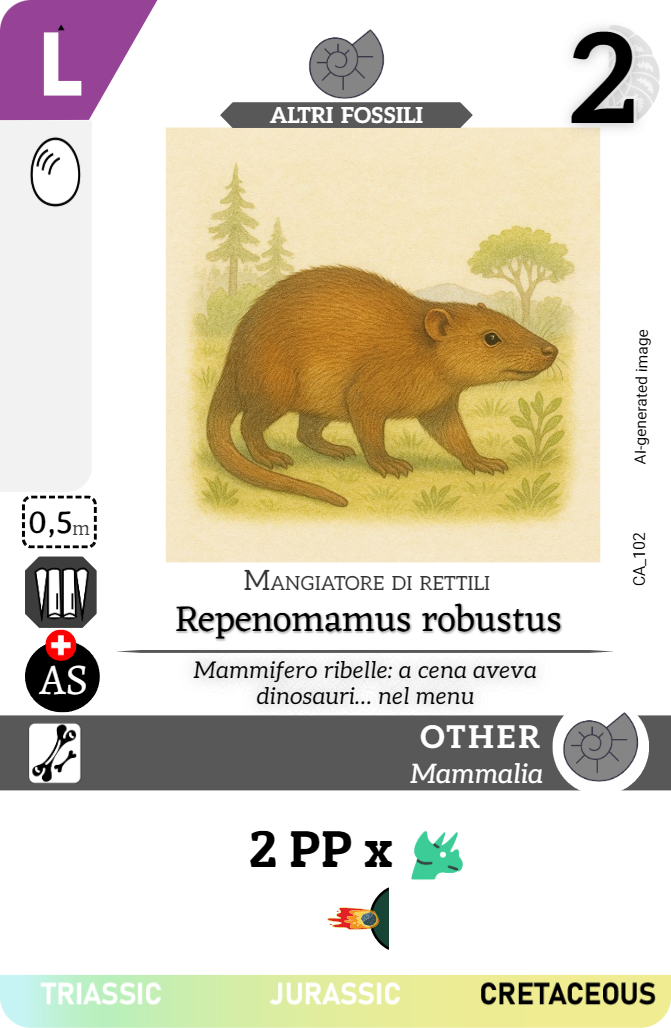 L
2
ALTRI FOSSILI
AI-generated image
0,5m
CA_102
Mangiatore di rettili
Repenomamus robustus
AS
Mammifero ribelle: a cena aveva
dinosauri... nel menu
OTHER
Mammalia
2 PP x
TRIASSIC JURASSIC CRETACEOUS